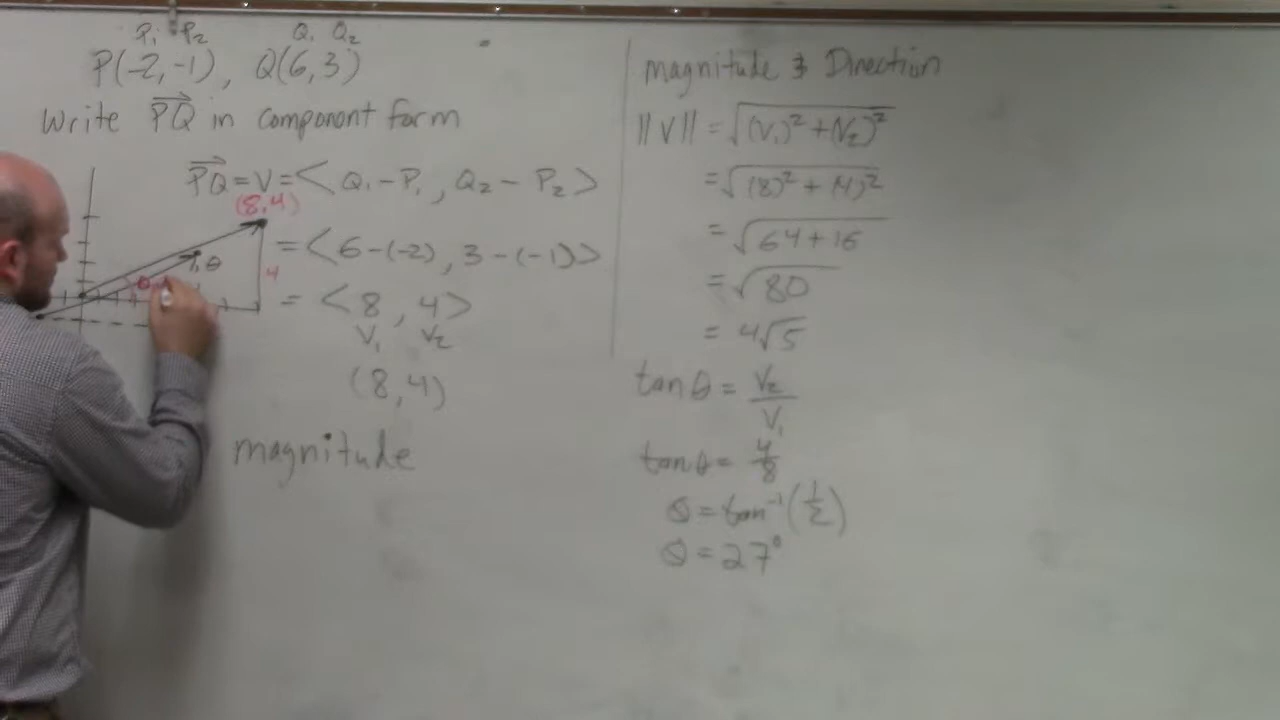 P₁ P₂ Q₁ Q₂
P(-2,-1), Q(6,3)
Write PQ⃗ in component form
PQ⃗ = V = <Q₁-P₁, Q₂-P₂>
(8,4)
= <6-(-2), 3-(-1)>
θ
θ
4
= <8, 4>
V₁ V₂
(8,4)
magnitude
magnitude & Direction
||V|| = √(V₁)²+(V₂)²
= √(8)²+(4)²
= √64+16
= √80
= 4√5
tanθ = V₂/V₁
tanθ = 4/8
θ = tan⁻¹(1/2)
θ = 27°